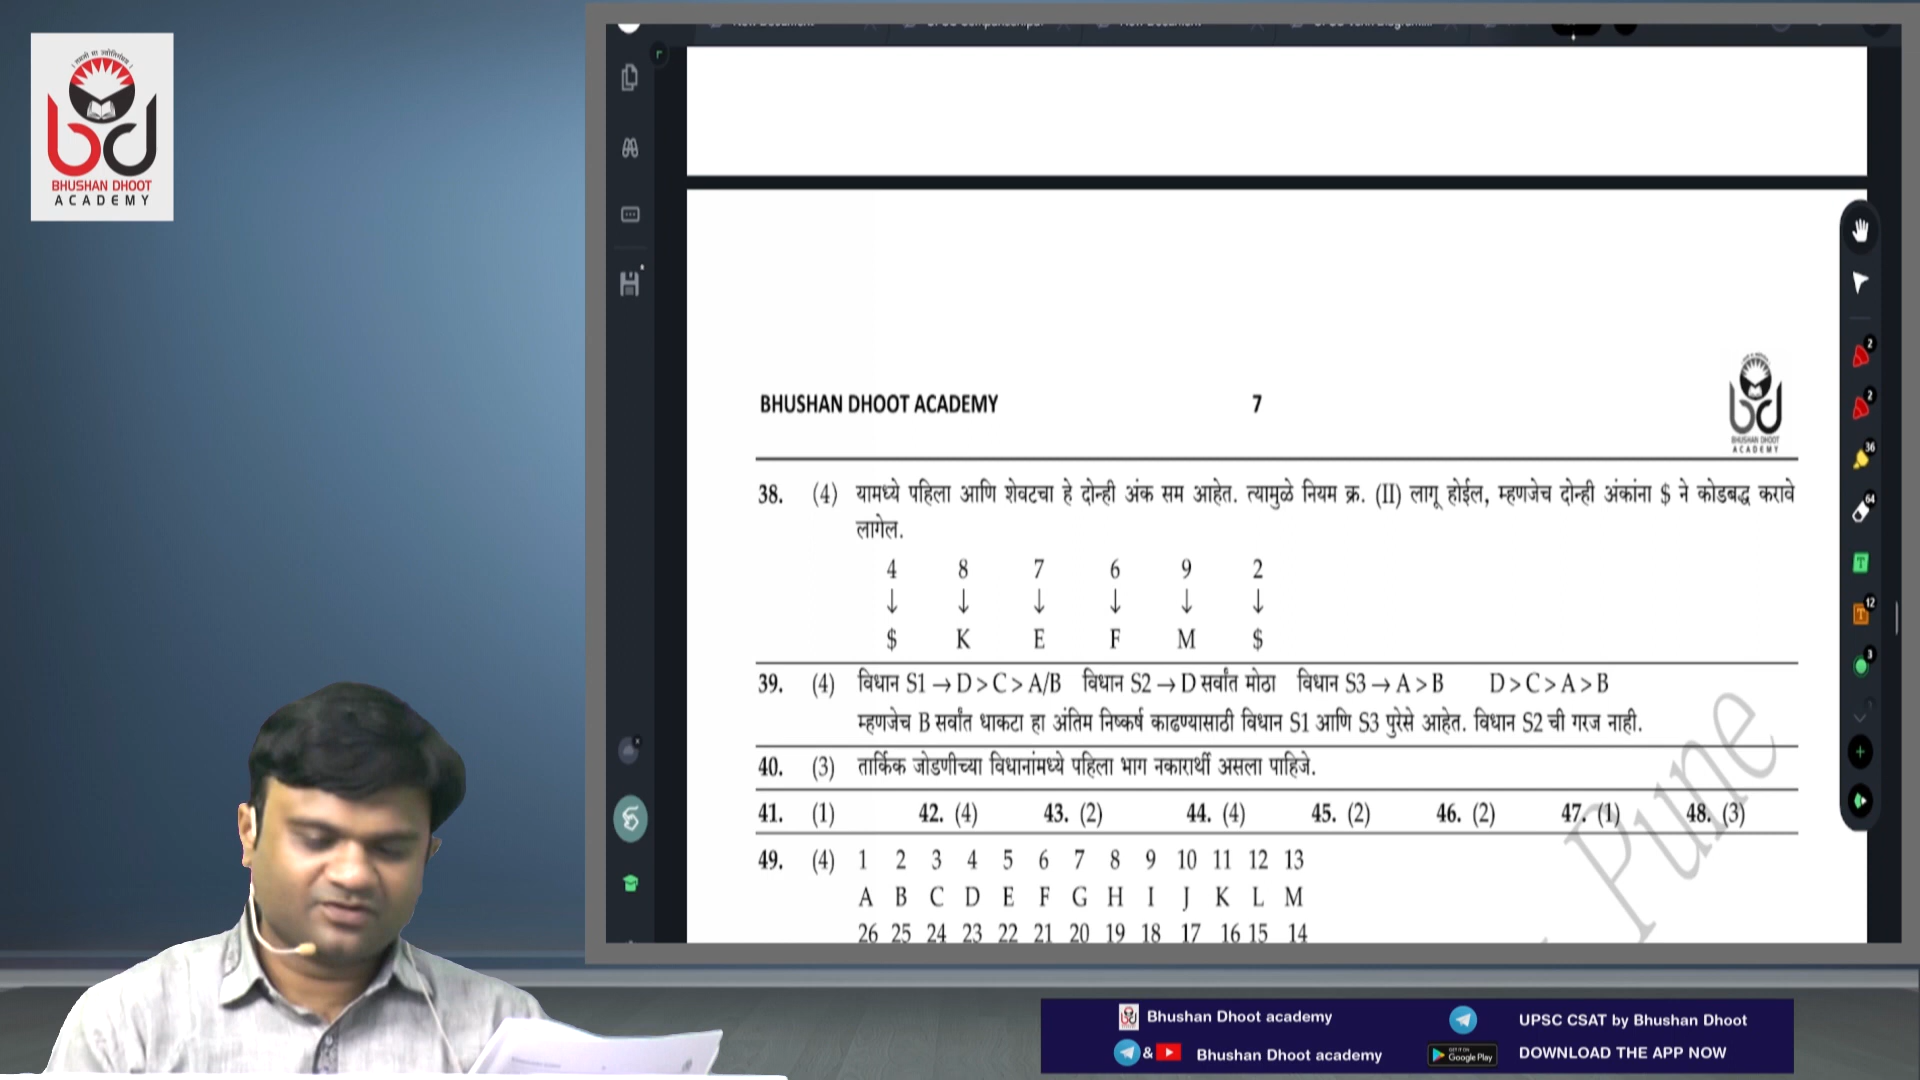 BHUSHAN DHOOT
ACADEMY
BHUSHAN DHOOT ACADEMY
7
BHUSHAN DHOOT
ACADEMY
38. (4) यामध्ये पहिला आणि शेवटचा हे दोन्ही अंक सम आहेत. त्यामुळे नियम क्र. (II) लागू होईल, म्हणजेच दोन्ही अंकांना $ ने कोडबद्ध करावे
लागेल.
4 8 7 6 9 2
↓ ↓ ↓ ↓ ↓ ↓
$ K E F M $
39. (4) विधान S1 → D > C > A/B विधान S2 → D सर्वांत मोठा विधान S3 → A > B D > C > A > B
म्हणजेच B सर्वांत धाकटा हा अंतिम निष्कर्ष काढण्यासाठी विधान S1 आणि S3 पुरेसे आहेत. विधान S2 ची गरज नाही.
40. (3) तार्किक जोडणीच्या विधानांमध्ये पहिला भाग नकारार्थी असला पाहिजे.
41. (1) 42. (4) 43. (2) 44. (4) 45. (2) 46. (2) 47. (1) 48. (3)
49. (4) 1 2 3 4 5 6 7 8 9 10 11 12 13
A B C D E F G H I J K L M
26 25 24 23 22 21 20 19 18 17 16 15 14
Pune
Bhushan Dhoot academy
UPSC CSAT by Bhushan Dhoot
& Bhushan Dhoot academy
Google Play
DOWNLOAD THE APP NOW